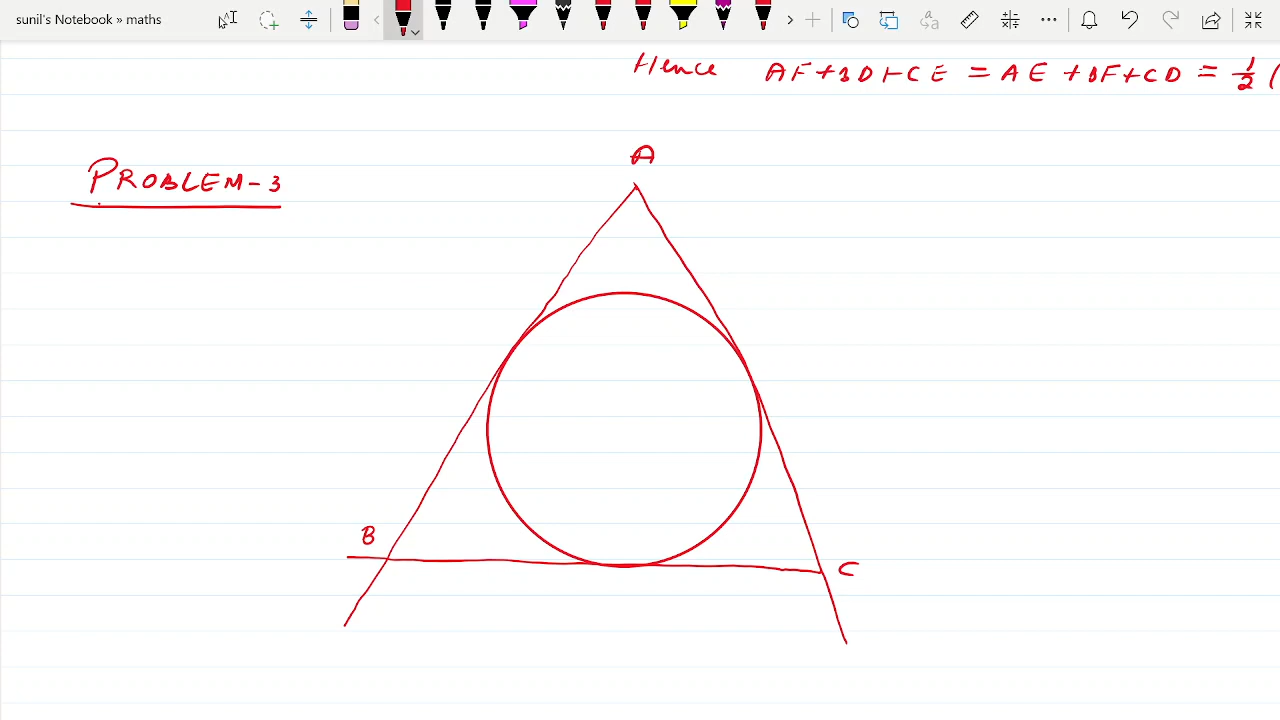 sunil's Notebook » maths
Hence AF+BD+CE = AE +BF+CD = 1/2 (
A
PROBLEM-3
B
C